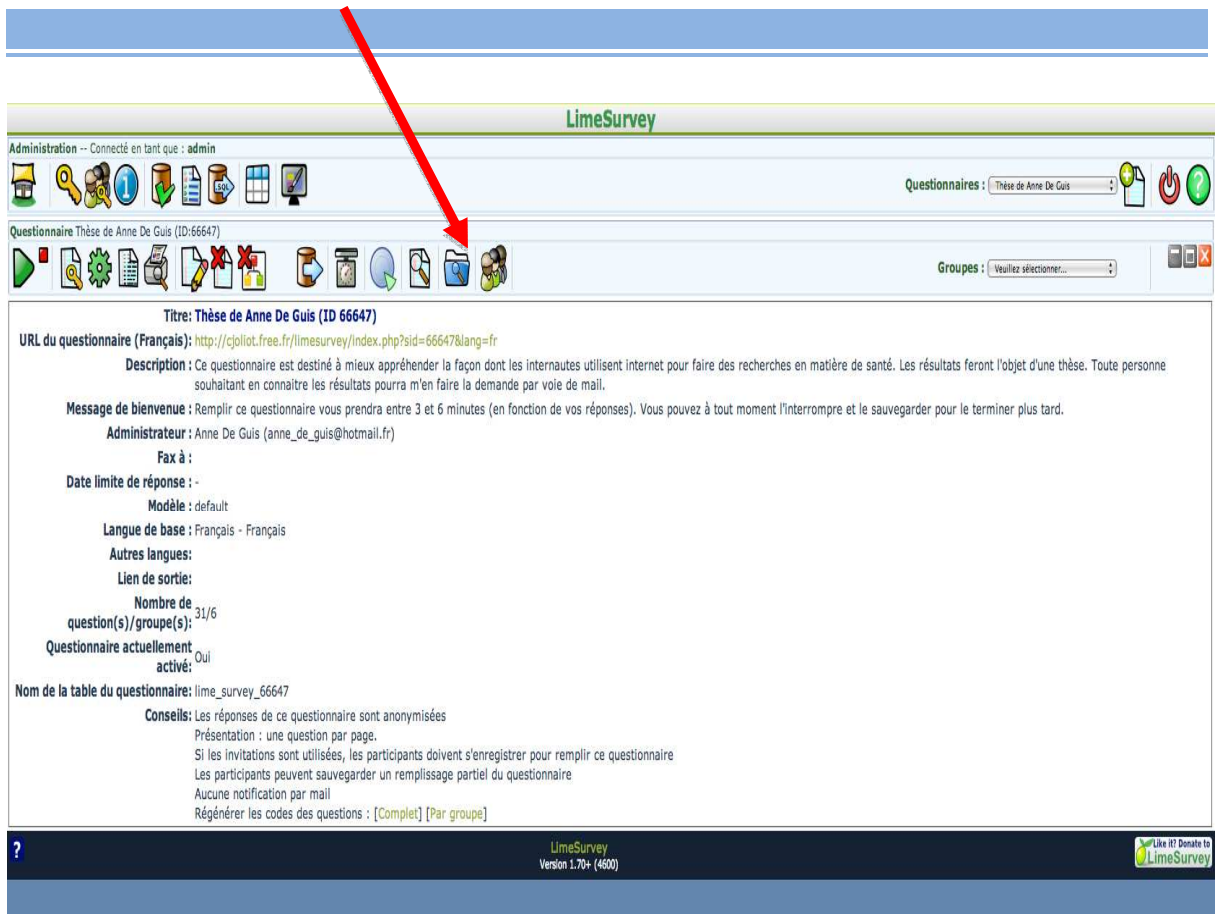 LimeSurvey
Administration -- Connecté en tant que : admin
.SQL
Questionnaires : Thèse de Anne De Guis
?
Questionnaire Thèse de Anne De Guis (ID:66647)
Groupes : Veuillez sélectionner...
Titre: Thèse de Anne De Guis (ID 66647)
URL du questionnaire (Français): http://cjoliot.free.fr/limesurvey/index.php?sid=66647&lang=fr
Description : Ce questionnaire est destiné à mieux appréhender la façon dont les internautes utilisent internet pour faire des recherches en matière de santé. Les résultats feront l'objet d'une thèse. Toute personne
souhaitant en connaitre les résultats pourra m'en faire la demande par voie de mail.
Message de bienvenue : Remplir ce questionnaire vous prendra entre 3 et 6 minutes (en fonction de vos réponses). Vous pouvez à tout moment l'interrompre et le sauvegarder pour le terminer plus tard.
Administrateur : Anne De Guis (anne_de_guis@hotmail.fr)
Fax à :
Date limite de réponse : -
Modèle : default
Langue de base : Français - Français
Autres langues:
Lien de sortie:
Nombre de
question(s)/groupe(s): 31/6
Questionnaire actuellement
activé: Oui
Nom de la table du questionnaire: lime_survey_66647
Conseils: Les réponses de ce questionnaire sont anonymisées
Présentation : une question par page.
Si les invitations sont utilisées, les participants doivent s'enregistrer pour remplir ce questionnaire
Les participants peuvent sauvegarder un remplissage partiel du questionnaire
Aucune notification par mail
Régénérer les codes des questions : [Complet] [Par groupe]
?
LimeSurvey
Version 1.70+ (4600)
Like it? Donate to
LimeSurvey